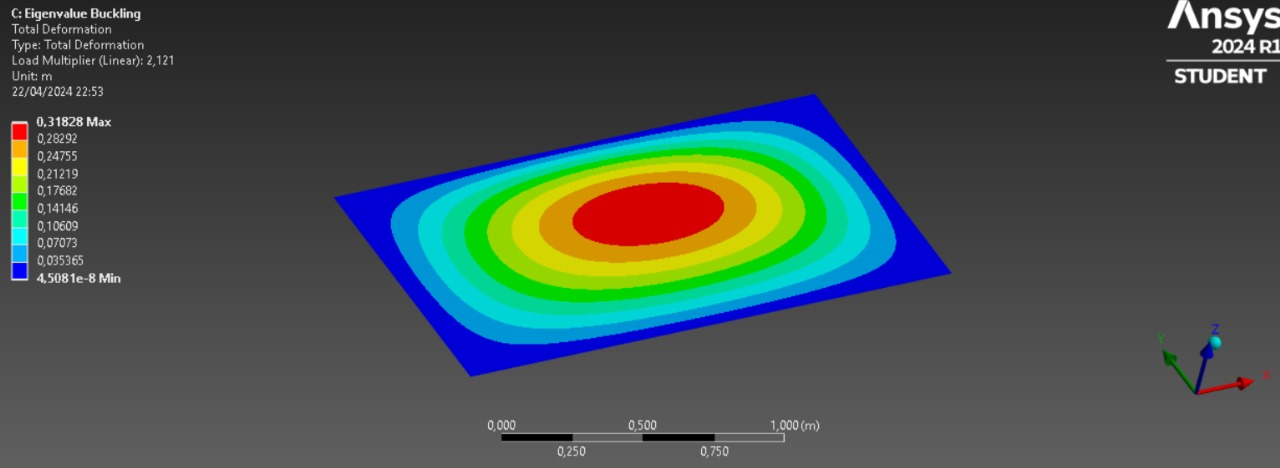 C: Eigenvalue Buckling
Total Deformation
Type: Total Deformation
Load Multiplier (Linear): 2,121
Unit: m
22/04/2024 22:53
0,31828 Max
0,28292
0,24755
0,21219
0,17682
0,14146
0,10609
0,07073
0,035365
4,5081e-8 Min
Ansys
2024 R1
STUDENT
0,000
0,500
1,000 (m)
0,250
0,750
Z
Y
X